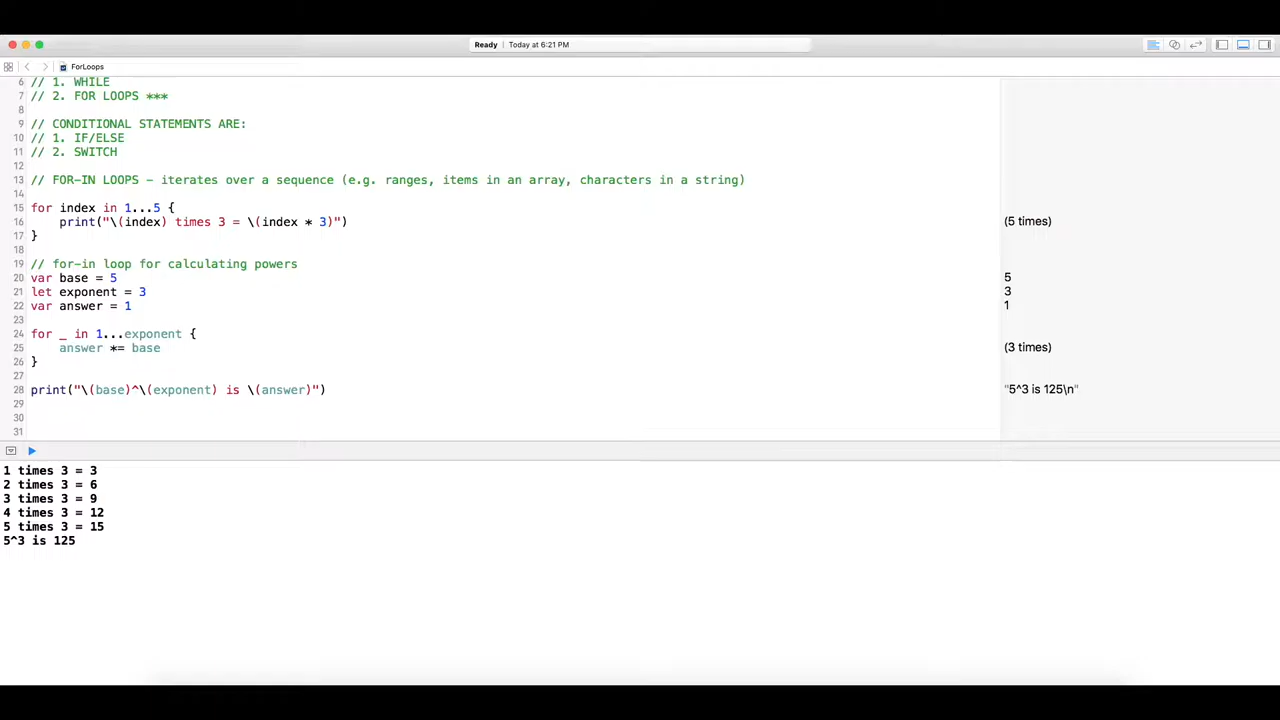 Ready Today at 6:21 PM
ForLoops
6 // 1. WHILE
7 // 2. FOR LOOPS ***
8
9 // CONDITIONAL STATEMENTS ARE:
10 // 1. IF/ELSE
11 // 2. SWITCH
12
13 // FOR-IN LOOPS - iterates over a sequence (e.g. ranges, items in an array, characters in a string)
14
15 for index in 1...5 {
16 print("\(index) times 3 = \(index * 3)") (5 times)
17 }
18
19 // for-in loop for calculating powers
20 var base = 5 5
21 let exponent = 3 3
22 var answer = 1 1
23
24 for _ in 1...exponent {
25 answer *= base (3 times)
26 }
27
28 print("\(base)^\(exponent) is \(answer)") "5^3 is 125\n"
29
30
31
1 times 3 = 3
2 times 3 = 6
3 times 3 = 9
4 times 3 = 12
5 times 3 = 15
5^3 is 125